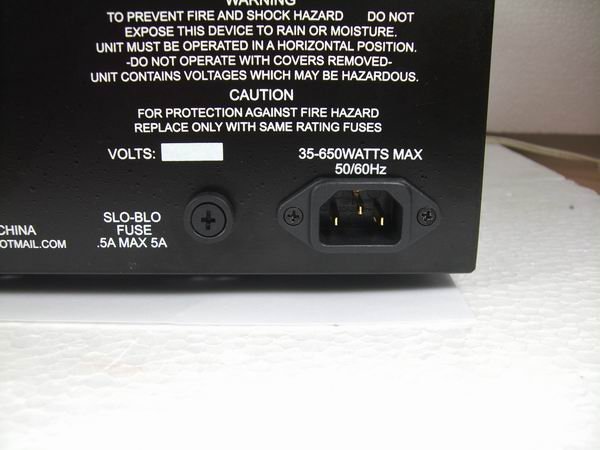 WARNING
TO PREVENT FIRE AND SHOCK HAZARD DO NOT
EXPOSE THIS DEVICE TO RAIN OR MOISTURE.
UNIT MUST BE OPERATED IN A HORIZONTAL POSITION.
-DO NOT OPERATE WITH COVERS REMOVED-
UNIT CONTAINS VOLTAGES WHICH MAY BE HAZARDOUS.
CAUTION
FOR PROTECTION AGAINST FIRE HAZARD
REPLACE ONLY WITH SAME RATING FUSES
VOLTS:
35-650WATTS MAX
50/60Hz
SLO-BLO
FUSE
.5A MAX 5A
CHINA
OTMAIL.COM